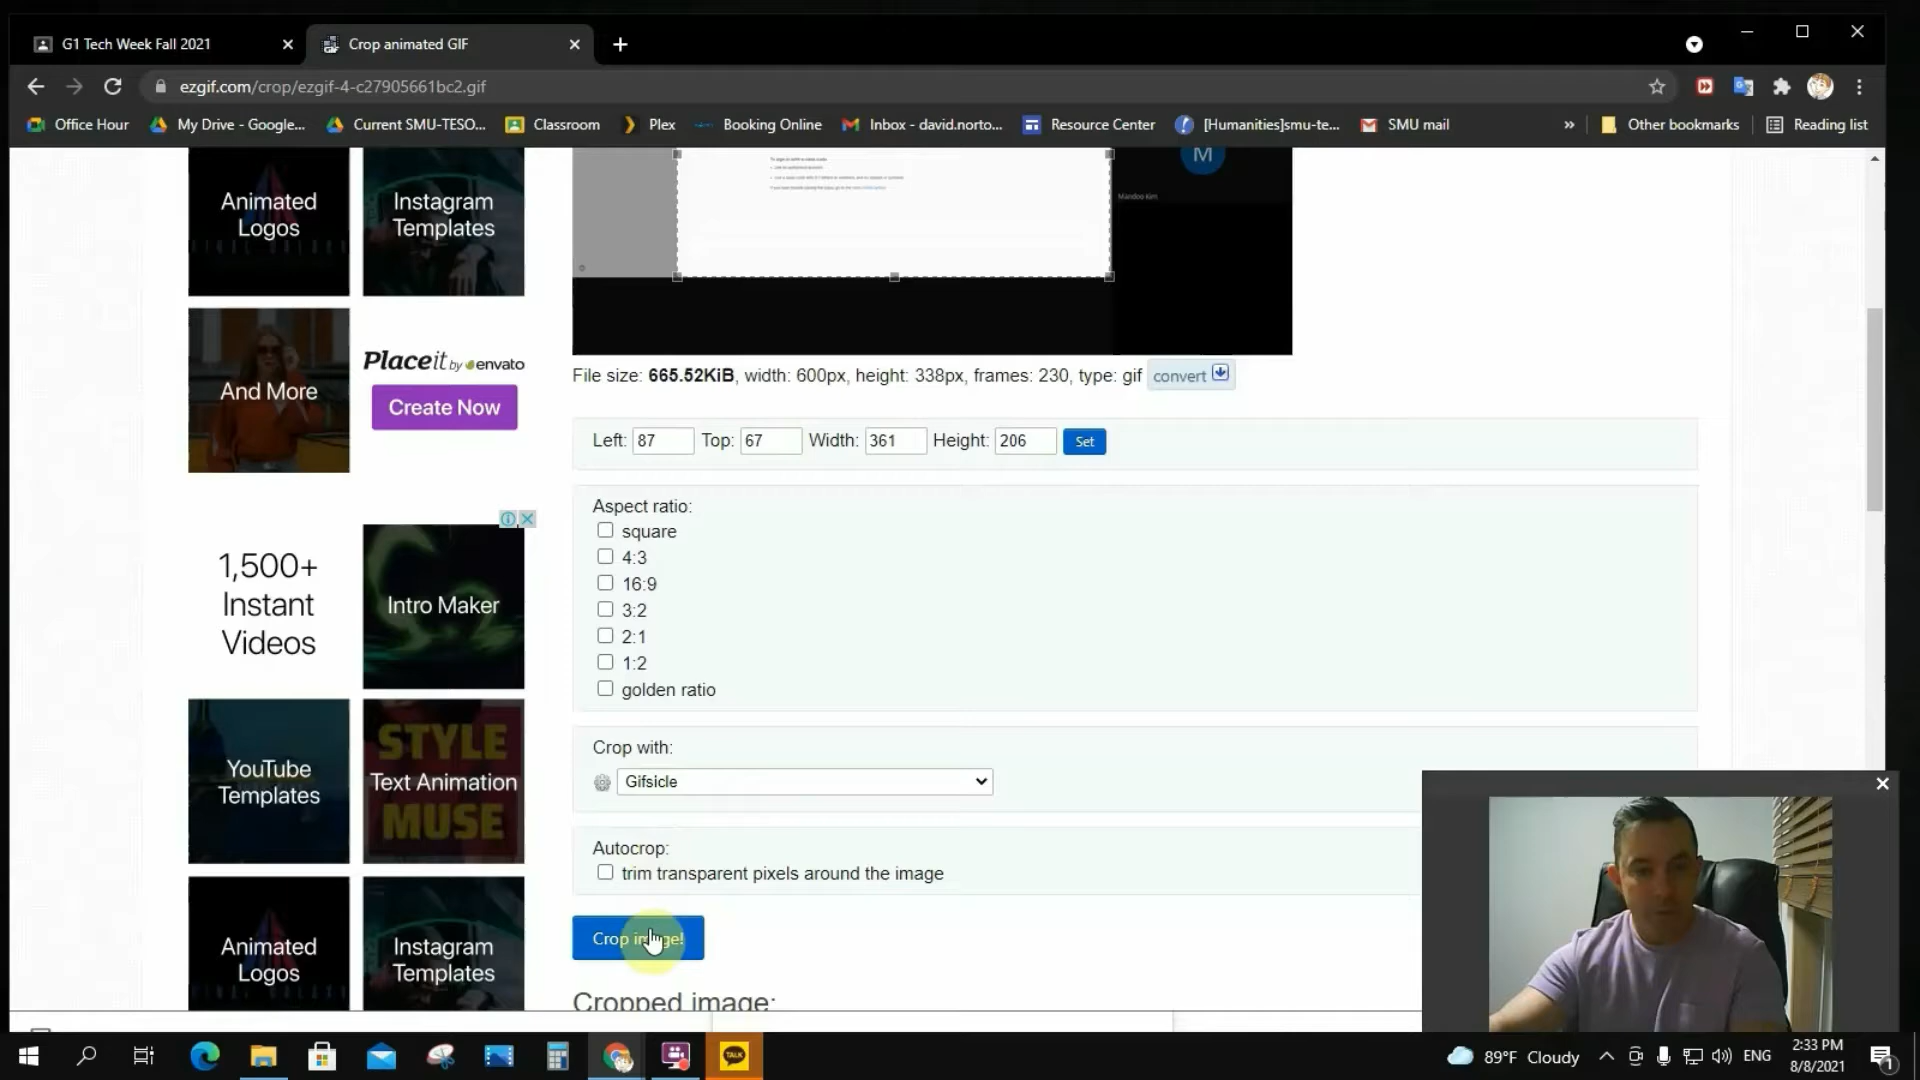 G1 Tech Week Fall 2021
Crop animated GIF
ezgif.com/crop/ezgif-4-c27905661bc2.gif
Office Hour
My Drive - Google...
Current SMU-TESO...
Classroom
Plex
Booking Online
Inbox - david.norto...
Resource Center
[Humanities]smu-te...
SMU mail
»
Other bookmarks
Reading list
Animated
Logos
Instagram
Templates
M
Mandoo Kim
And More
Placeit by envato
Create Now
File size: 665.52KiB, width: 600px, height: 338px, frames: 230, type: gif
convert
Left: 87 Top: 67 Width: 361 Height: 206 Set
Aspect ratio:
square
4:3
16:9
3:2
2:1
1:2
golden ratio
1,500+
Instant
Videos
Intro Maker
YouTube
Templates
STYLE
Text Animation
MUSE
Crop with:
Gifsicle
Autocrop:
trim transparent pixels around the image
Crop image!
Animated
Logos
Instagram
Templates
Cropped image:
TALK
89°F Cloudy
ENG
2:33 PM
8/8/2021
1